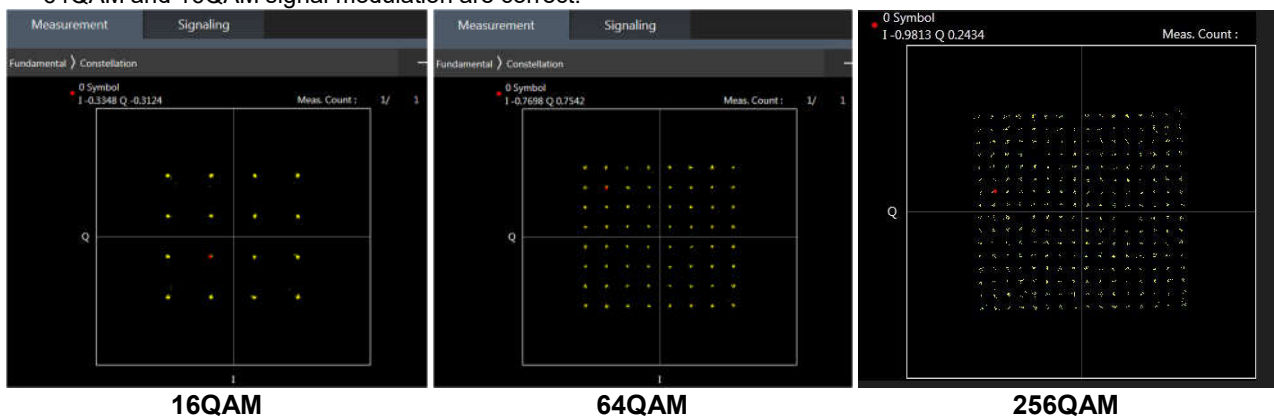 64QAM and 16QAM signal modulation are correct.
Measurement Signaling
Fundamental 〉 Constellation
0 Symbol
I -0.3348 Q -0.3124 Meas. Count : 1/ 1
Q
I
16QAM
Measurement Signaling
Fundamental 〉 Constellation
0 Symbol
I -0.7698 Q 0.7542 Meas. Count : 1/ 1
Q
I
64QAM
0 Symbol
I -0.9813 Q 0.2434 Meas. Count :
Q
256QAM